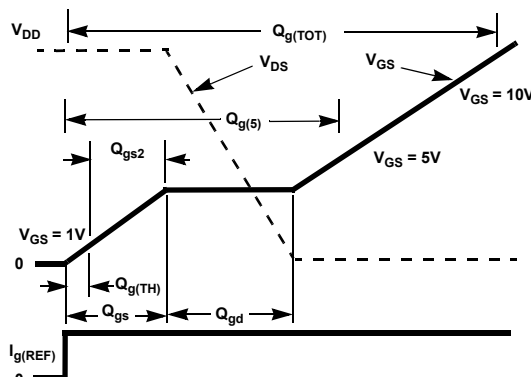 V_DD
Q_g(TOT)
V_DS
V_GS
V_GS = 10V
Q_g(5)
Q_gs2
V_GS = 5V
V_GS = 1V
0
Q_g(TH)
Q_gs
Q_gd
I_g(REF)
0